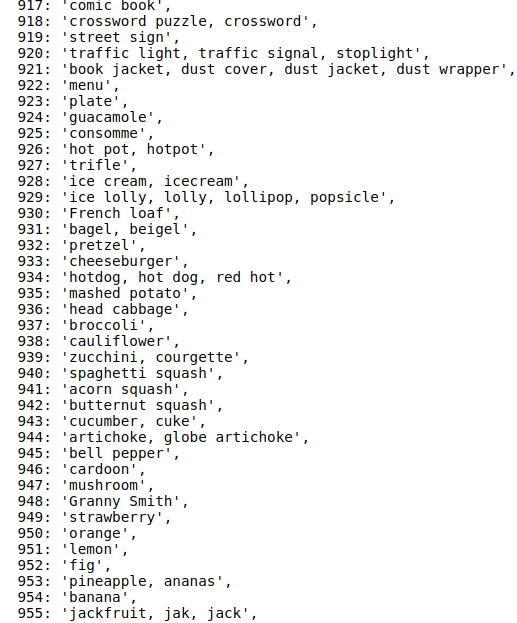 917: 'comic book',
918: 'crossword puzzle, crossword',
919: 'street sign',
920: 'traffic light, traffic signal, stoplight',
921: 'book jacket, dust cover, dust jacket, dust wrapper',
922: 'menu',
923: 'plate',
924: 'guacamole',
925: 'consomme',
926: 'hot pot, hotpot',
927: 'trifle',
928: 'ice cream, icecream',
929: 'ice lolly, lolly, lollipop, popsicle',
930: 'French loaf',
931: 'bagel, beigel',
932: 'pretzel',
933: 'cheeseburger',
934: 'hotdog, hot dog, red hot',
935: 'mashed potato',
936: 'head cabbage',
937: 'broccoli',
938: 'cauliflower',
939: 'zucchini, courgette',
940: 'spaghetti squash',
941: 'acorn squash',
942: 'butternut squash',
943: 'cucumber, cuke',
944: 'artichoke, globe artichoke',
945: 'bell pepper',
946: 'cardoon',
947: 'mushroom',
948: 'Granny Smith',
949: 'strawberry',
950: 'orange',
951: 'lemon',
952: 'fig',
953: 'pineapple, ananas',
954: 'banana',
955: 'jackfruit, jak, jack',